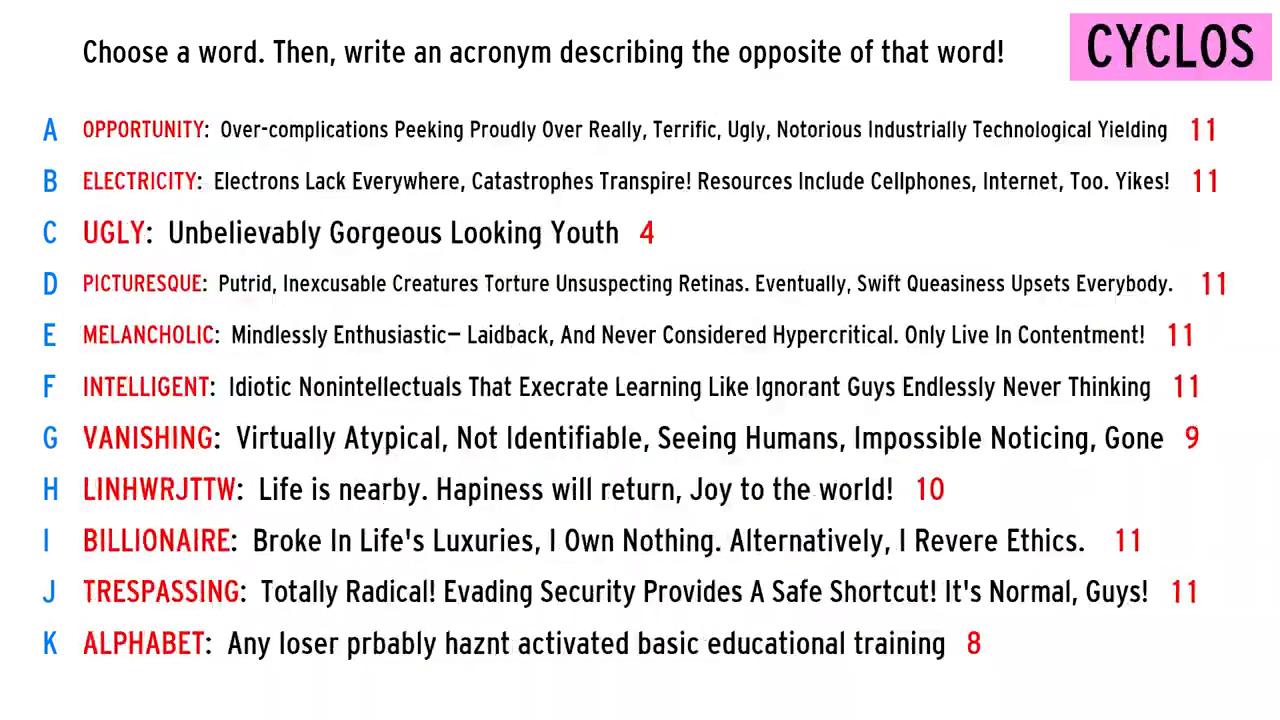 Choose a word. Then, write an acronym describing the opposite of that word!
CYCLOS
A OPPORTUNITY: Over-complications Peeking Proudly Over Really, Terrific, Ugly, Notorious Industrially Technological Yielding 11
B ELECTRICITY: Electrons Lack Everywhere, Catastrophes Transpire! Resources Include Cellphones, Internet, Too. Yikes! 11
C UGLY: Unbelievably Gorgeous Looking Youth 4
D PICTURESQUE: Putrid, Inexcusable Creatures Torture Unsuspecting Retinas. Eventually, Swift Queasiness Upsets Everybody. 11
E MELANCHOLIC: Mindlessly Enthusiastic— Laidback, And Never Considered Hypercritical. Only Live In Contentment! 11
F INTELLIGENT: Idiotic Nonintellectuals That Execrate Learning Like Ignorant Guys Endlessly Never Thinking 11
G VANISHING: Virtually Atypical, Not Identifiable, Seeing Humans, Impossible Noticing, Gone 9
H LINHWRJTTW: Life is nearby. Hapiness will return, Joy to the world! 10
I BILLIONAIRE: Broke In Life's Luxuries, I Own Nothing. Alternatively, I Revere Ethics. 11
J TRESPASSING: Totally Radical! Evading Security Provides A Safe Shortcut! It's Normal, Guys! 11
K ALPHABET: Any loser prbably haznt activated basic educational training 8